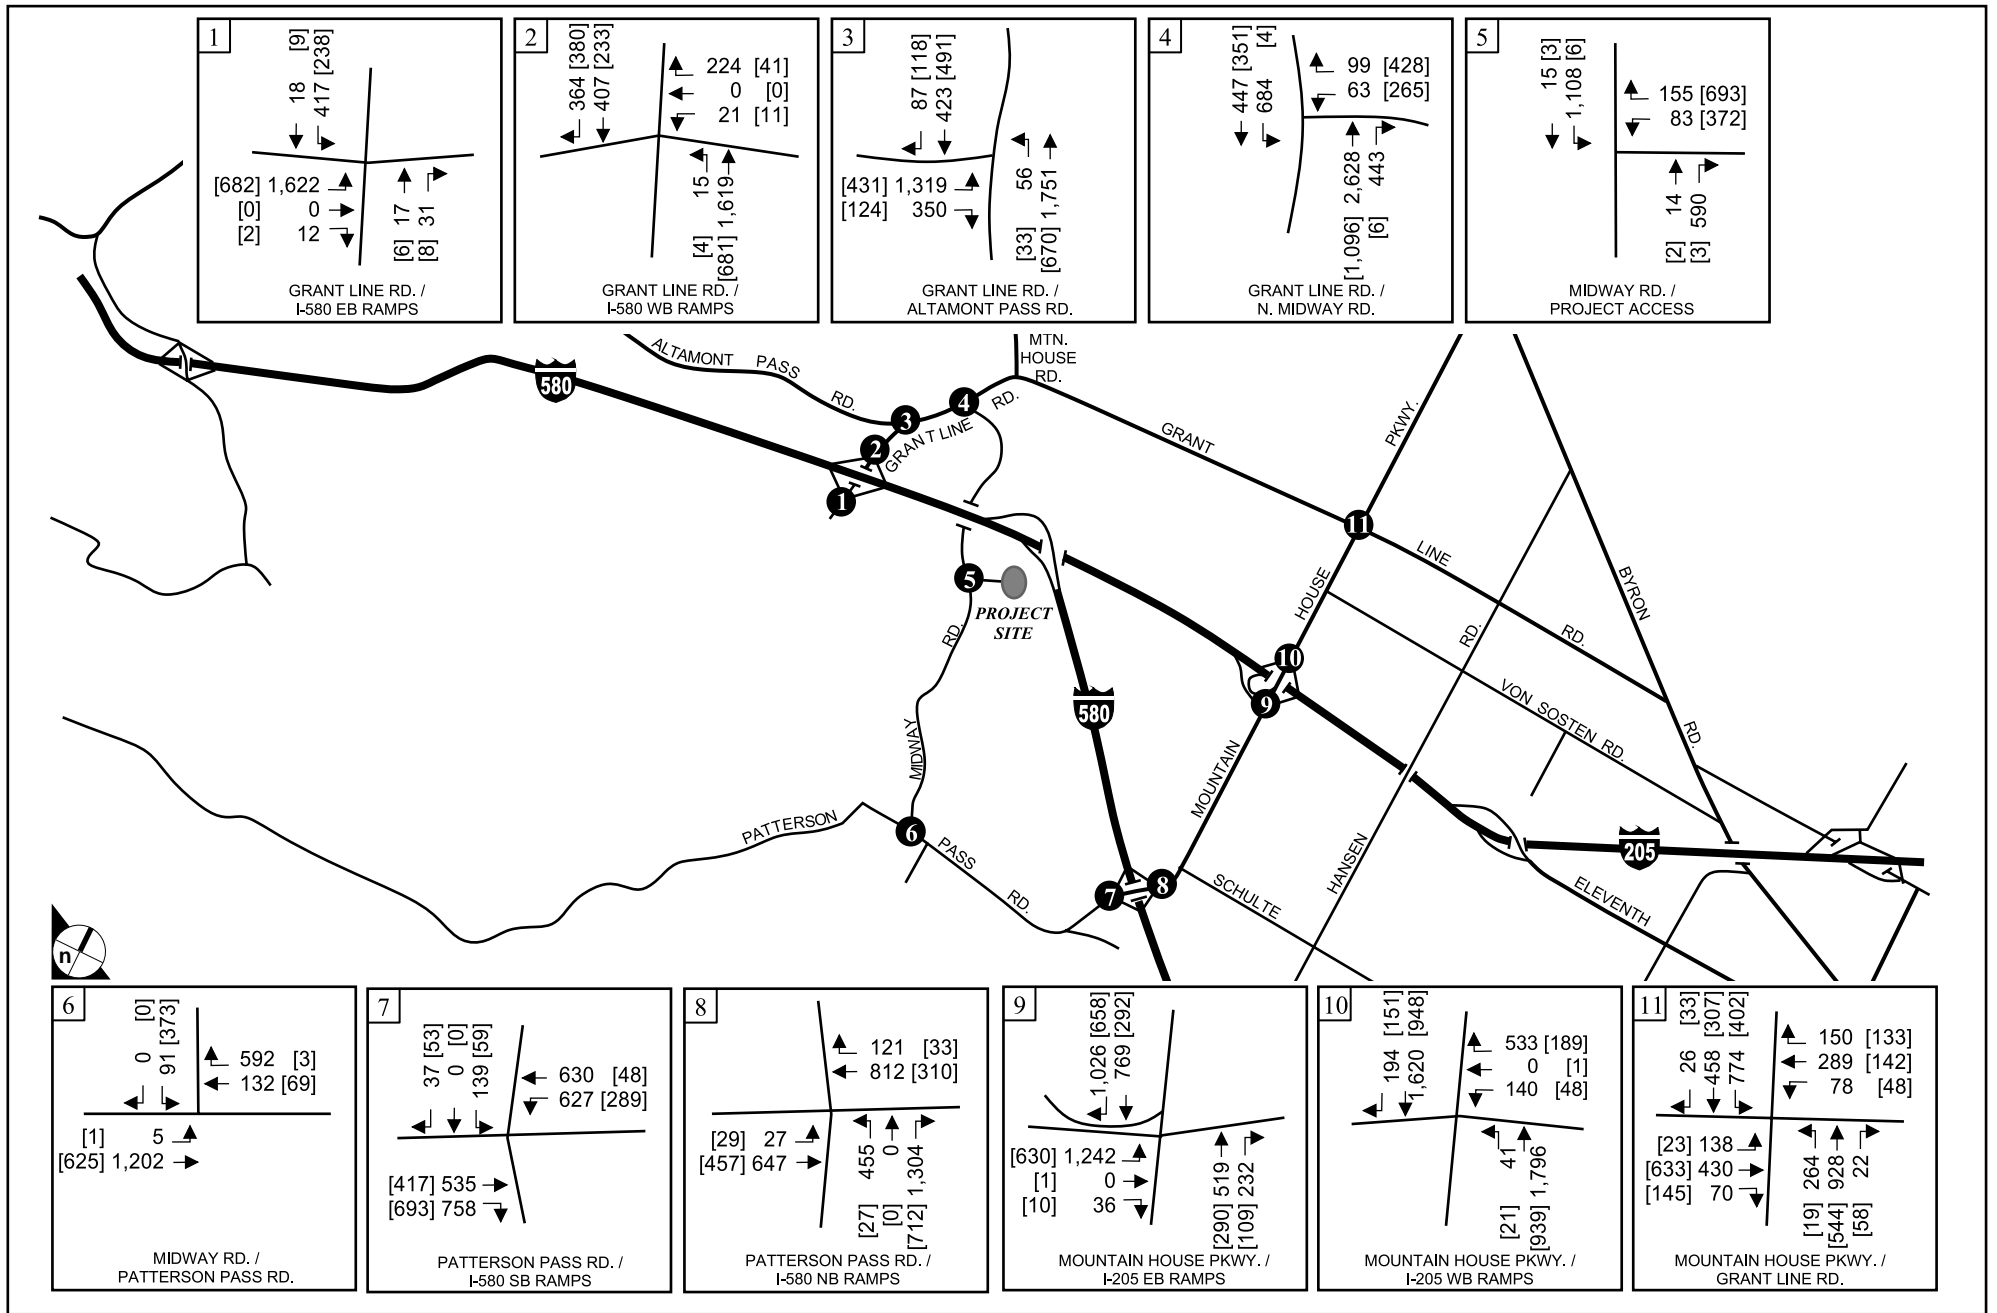 1
18 [9]
417 [238]
[682] 1,622
[0] 0
[2] 12
[6] 17
[8] 31
GRANT LINE RD. /
I-580 EB RAMPS
2
364 [380]
407 [233]
224 [41]
0 [0]
21 [11]
[4] 15
[681] 1,619
GRANT LINE RD. /
I-580 WB RAMPS
3
87 [118]
423 [491]
[431] 1,319
[124] 350
[33] 56
[670] 1,751
GRANT LINE RD. /
ALTAMONT PASS RD.
4
447 [351]
684 [4]
99 [428]
63 [265]
[1,096] 2,628
[6] 443
GRANT LINE RD. /
N. MIDWAY RD.
5
15 [3]
1,108 [6]
155 [693]
83 [372]
[2] 14
[3] 590
MIDWAY RD. /
PROJECT ACCESS
ALTAMONT PASS RD.
MTN.
HOUSE
RD.
580
GRANT LINE RD.
1
2
3
4
GRANT LINE RD.
MOUNTAIN HOUSE PKWY.
11
BYRON RD.
5
PROJECT
SITE
MIDWAY RD.
580
10
9
HANSEN RD.
VON SOSTEN RD.
PATTERSON PASS RD.
6
7
8
SCHULTE
205
ELEVENTH
n
6
0 [0]
91 [373]
592 [3]
132 [69]
[1] 5
[625] 1,202
MIDWAY RD. /
PATTERSON PASS RD.
7
37 [53]
0 [0]
139 [59]
630 [48]
627 [289]
[417] 535
[693] 758
PATTERSON PASS RD. /
I-580 SB RAMPS
8
121 [33]
812 [310]
[29] 27
[457] 647
[27] 455
[0] 0
[712] 1,304
PATTERSON PASS RD. /
I-580 NB RAMPS
9
1,026 [658]
769 [292]
[630] 1,242
[1] 0
[10] 36
[290] 519
[109] 232
MOUNTAIN HOUSE PKWY. /
I-205 EB RAMPS
10
194 [151]
1,620 [948]
533 [189]
0 [1]
140 [48]
[21] 41
[939] 1,796
MOUNTAIN HOUSE PKWY. /
I-205 WB RAMPS
11
26 [33]
458 [307]
774 [402]
150 [133]
289 [142]
78 [48]
[23] 138
[633] 430
[145] 70
[19] 264
[544] 928
[58] 22
MOUNTAIN HOUSE PKWY. /
GRANT LINE RD.